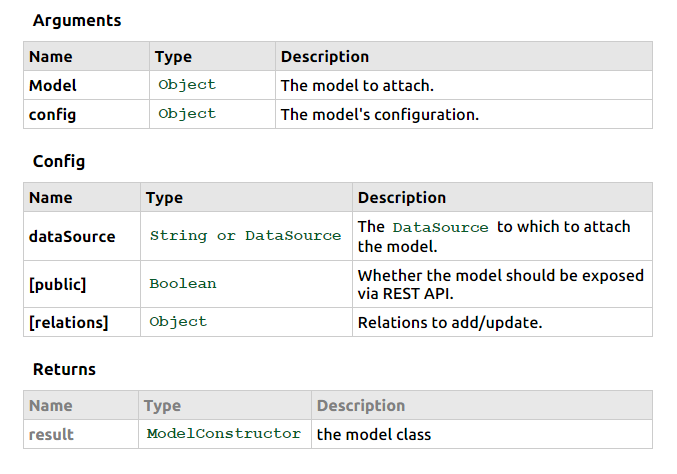 Arguments
Name Type Description
Model Object The model to attach.
config Object The model's configuration.
Config
Name Type Description
dataSource String or DataSource The DataSource to which to attach
the model.
[public] Boolean Whether the model should be exposed
via REST API.
[relations] Object Relations to add/update.
Returns
Name Type Description
result ModelConstructor the model class